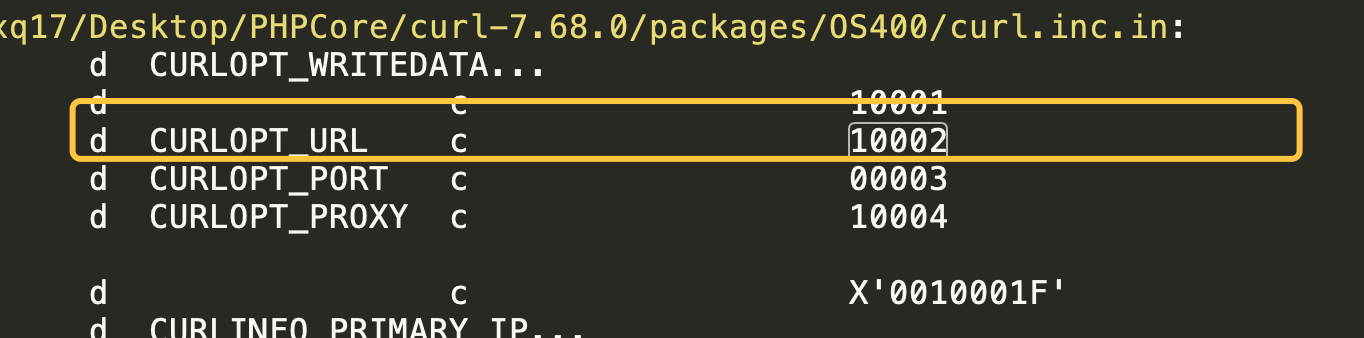 xq17/Desktop/PHPCore/curl-7.68.0/packages/OS400/curl.inc.in:
d CURLOPT_WRITEDATA...
d c 10001
d CURLOPT_URL c 10002
d CURLOPT_PORT c 00003
d CURLOPT_PROXY c 10004
d c X'0010001F'
d CURLINFO_PRIMARY_IP...